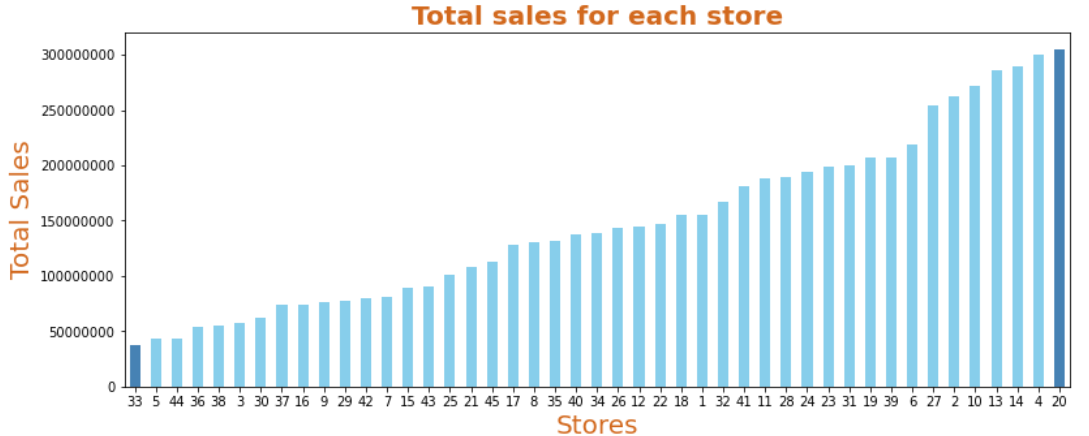 Total sales for each store
Total Sales
300000000
250000000
200000000
150000000
100000000
50000000
0
33 5 44 36 38 3 30 37 16 9 29 42 7 15 43 25 21 45 17 8 35 40 34 26 12 22 18 1 32 41 11 28 24 23 31 19 39 6 27 2 10 13 14 4 20
Stores